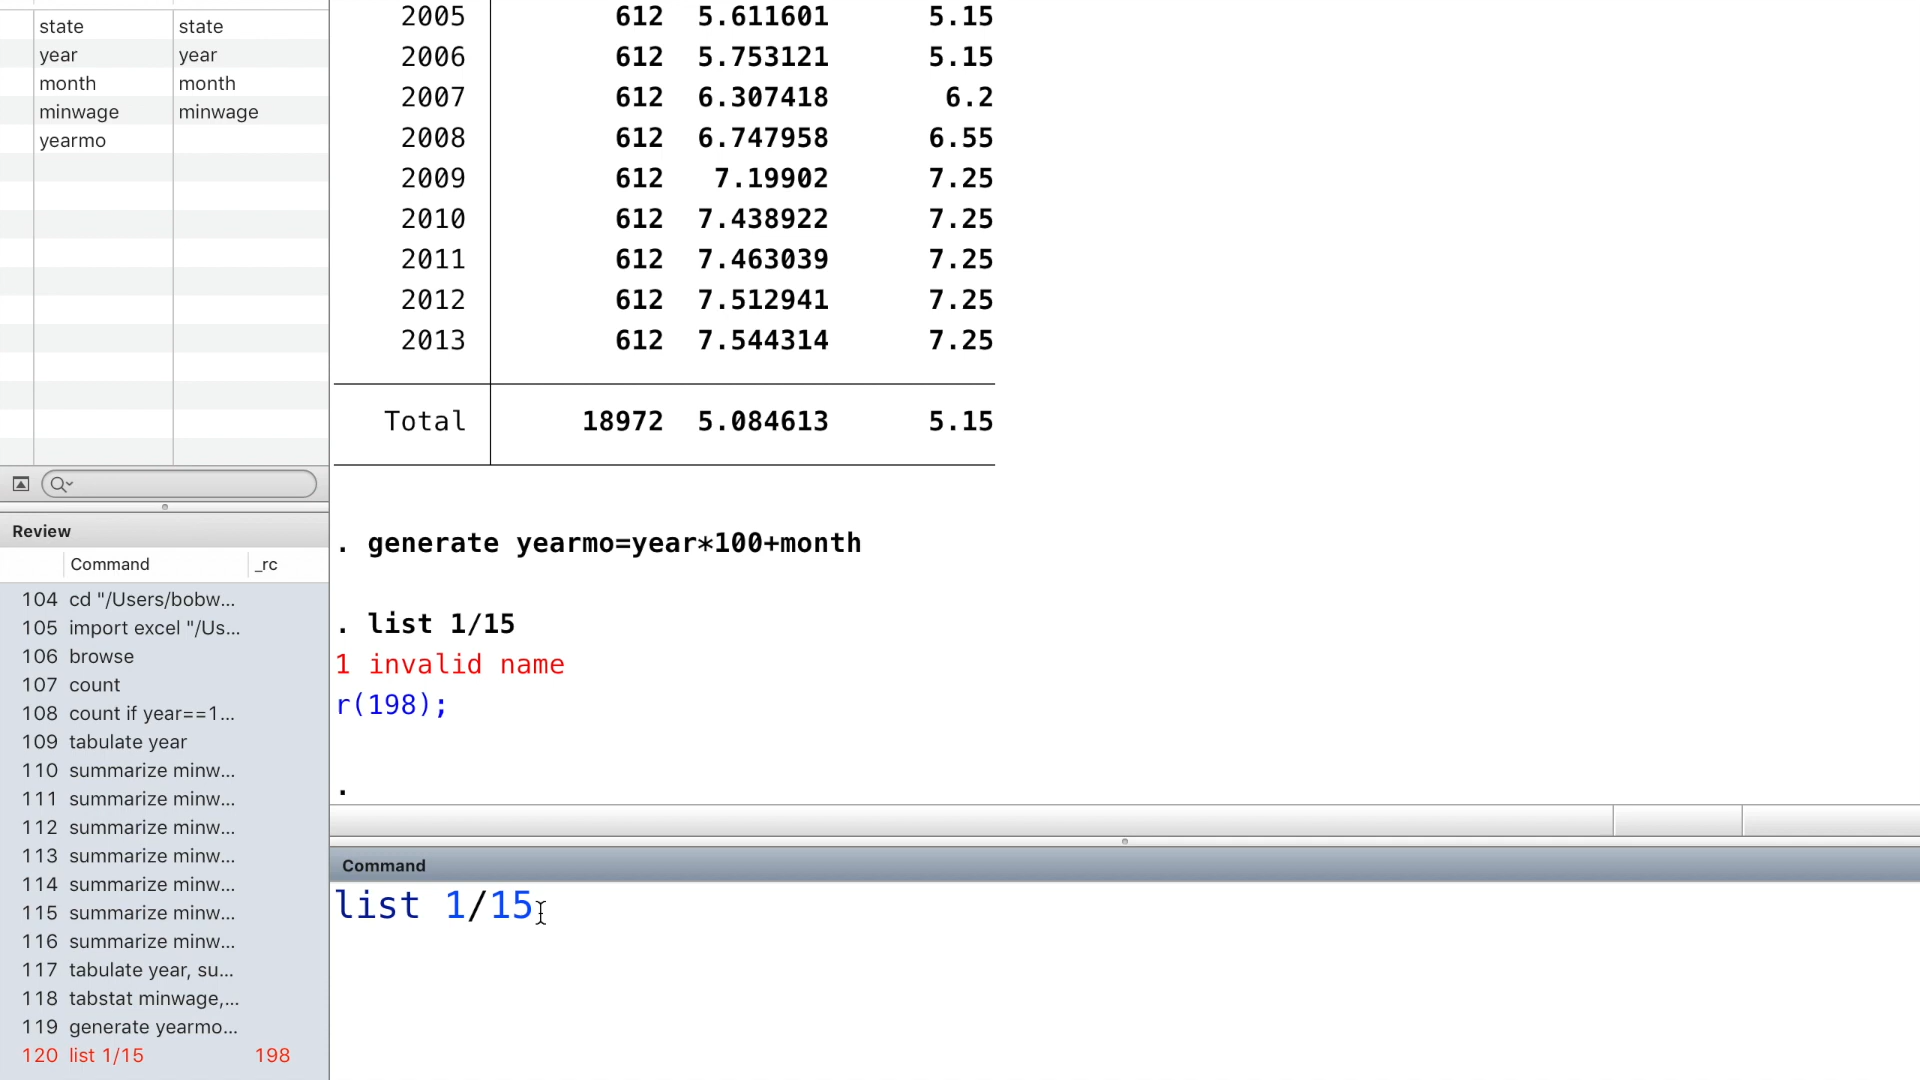 state state
year year
month month
minwage minwage
yearmo
Review
Command _rc
104 cd "/Users/bobw...
105 import excel "/Us...
106 browse
107 count
108 count if year==1...
109 tabulate year
110 summarize minw...
111 summarize minw...
112 summarize minw...
113 summarize minw...
114 summarize minw...
115 summarize minw...
116 summarize minw...
117 tabulate year, su...
118 tabstat minwage,...
119 generate yearmo...
120 list 1/15 198
2005 612 5.611601 5.15
2006 612 5.753121 5.15
2007 612 6.307418 6.2
2008 612 6.747958 6.55
2009 612 7.19902 7.25
2010 612 7.438922 7.25
2011 612 7.463039 7.25
2012 612 7.512941 7.25
2013 612 7.544314 7.25
Total 18972 5.084613 5.15
. generate yearmo=year*100+month
. list 1/15
1 invalid name
r(198);
.
Command
list 1/15